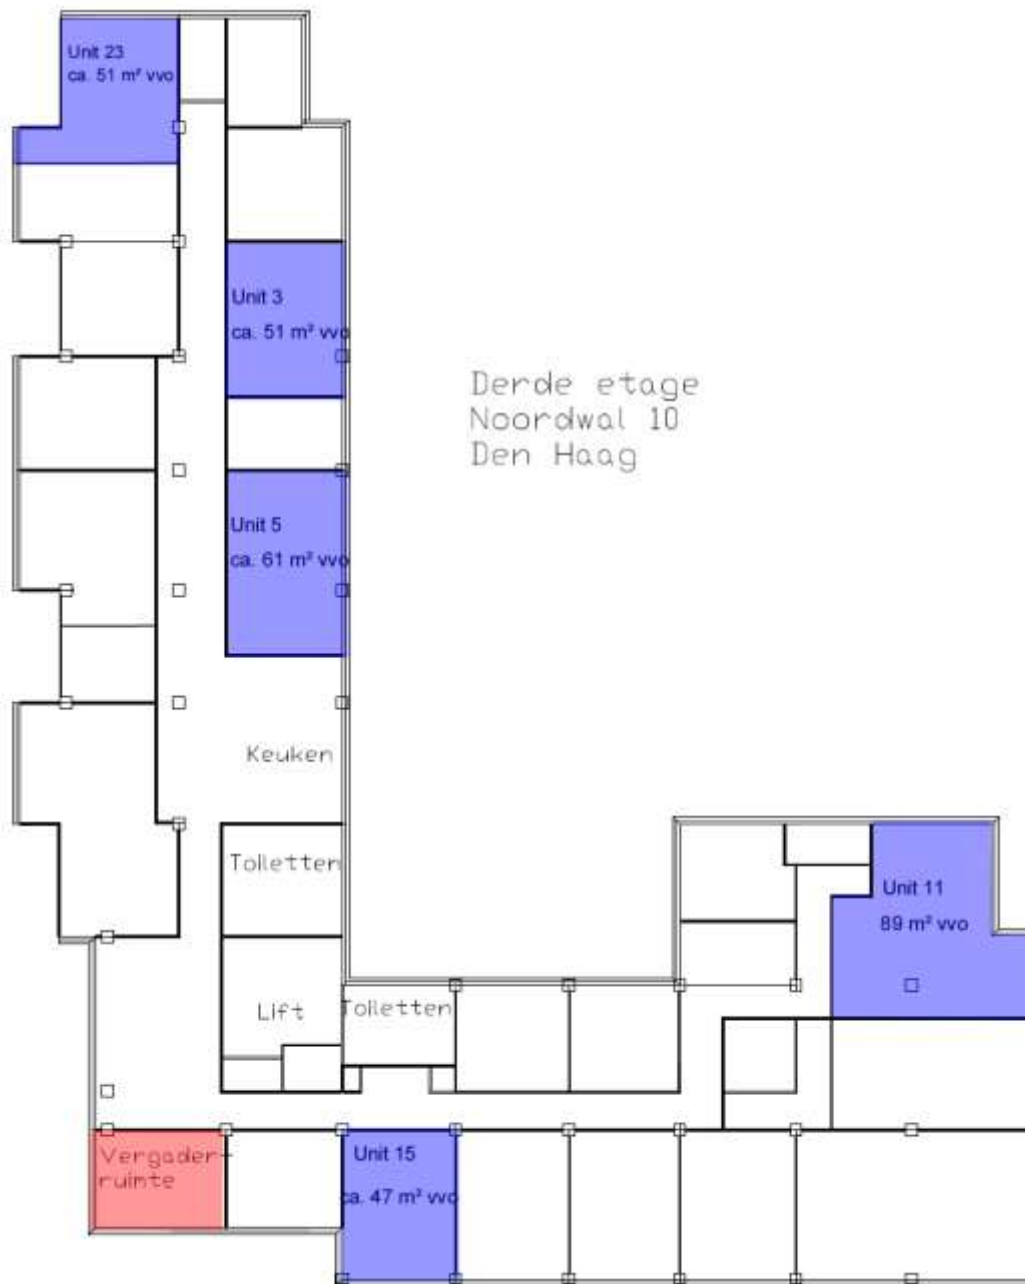 Unit 23
ca. 51 m² vvo
Unit 3
ca. 51 m² vvo
Derde etage
Noordwal 10
Den Haag
Unit 5
ca. 61 m² vvo
Keuken
Toiletten
Unit 11
89 m² vvo
Lift
Toiletten
Vergader-
ruimte
Unit 15
ca. 47 m² vvo